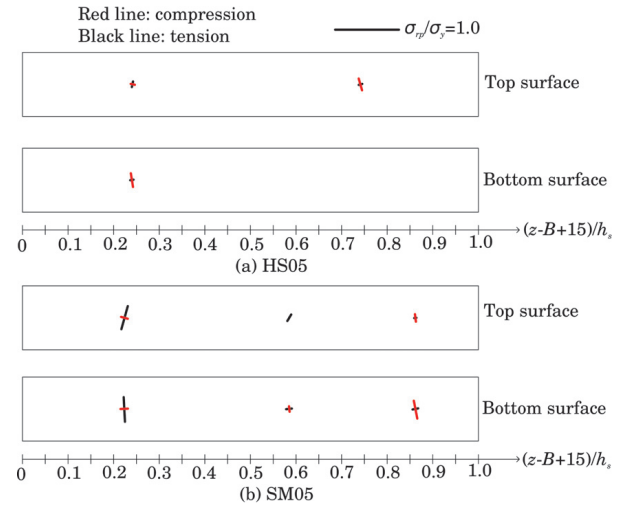 Red line: compression
Black line: tension
σrp/σy=1.0
Top surface
Bottom surface
0 0.1 0.2 0.3 0.4 0.5 0.6 0.7 0.8 0.9 1.0 (z-B+15)/hs
(a) HS05
Top surface
Bottom surface
0 0.1 0.2 0.3 0.4 0.5 0.6 0.7 0.8 0.9 1.0 (z-B+15)/hs
(b) SM05